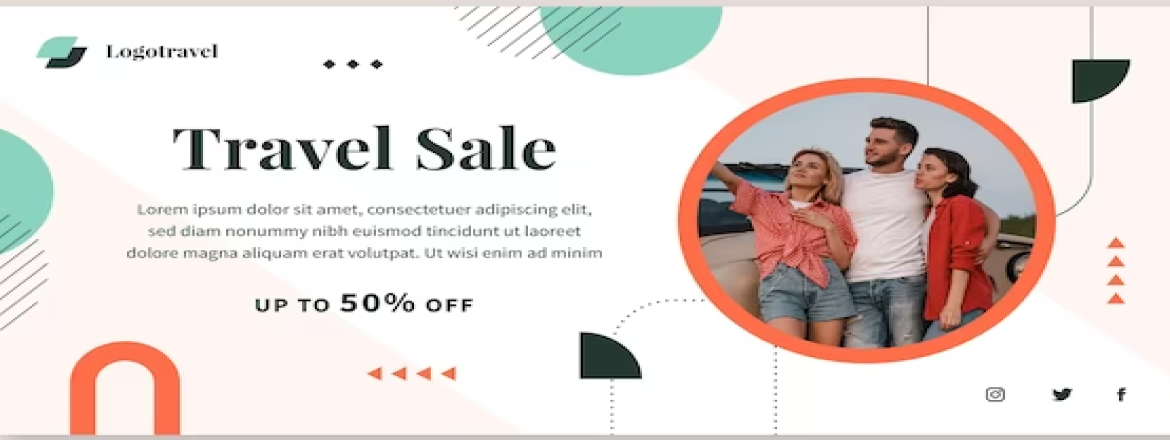 Logotravel
Travel Sale
Lorem ipsum dolor sit amet, consectetuer adipiscing elit,
sed diam nonummy nibh euismod tincidunt ut laoreet
dolore magna aliquam erat volutpat. Ut wisi enim ad minim
UP TO 50% OFF